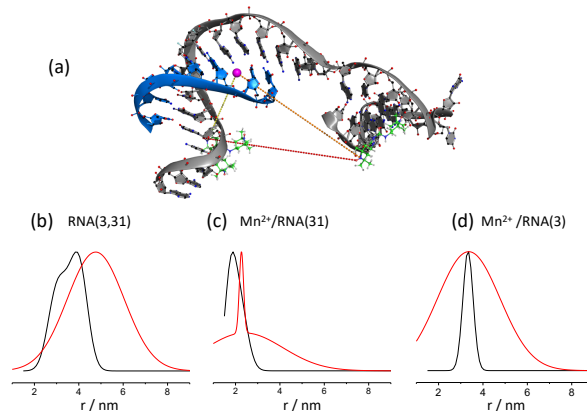 (a)
(b) RNA(3,31) (c) Mn²⁺/RNA(31) (d) Mn²⁺/RNA(3)
2 4 6 8 2 4 6 8 2 4 6 8
r / nm r / nm r / nm